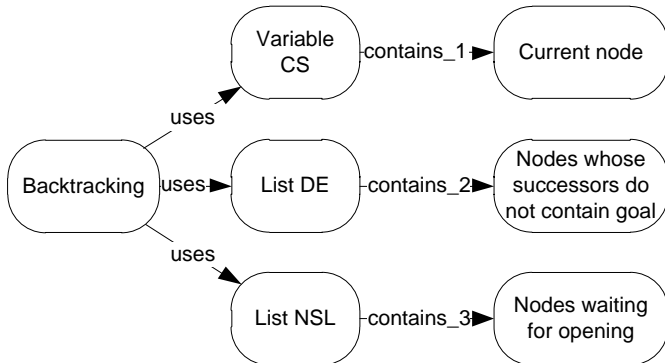 Variable
CS
contains_1
Current node
uses
Backtracking
uses
List DE
contains_2
Nodes whose
successors do
not contain goal
uses
List NSL
contains_3
Nodes waiting
for opening